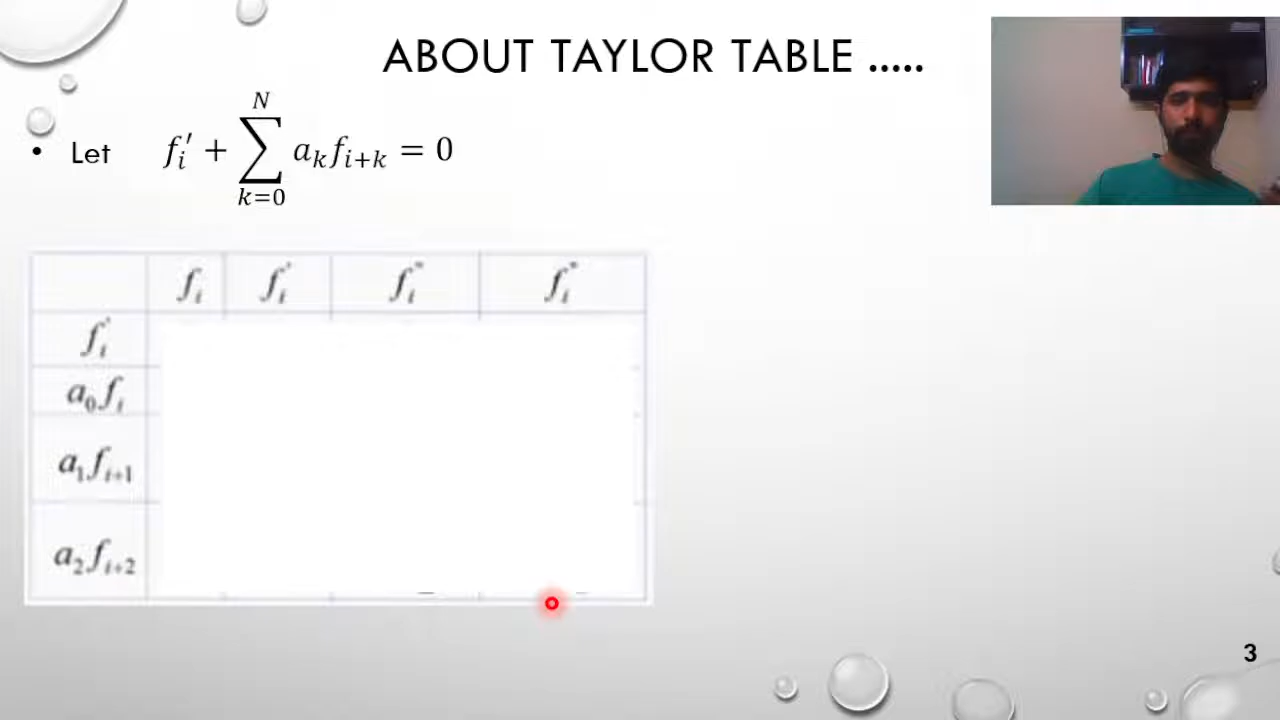 ABOUT TAYLOR TABLE .....
• Let f_i' + \sum_{k=0}^{N} a_k f_{i+k} = 0
f_i f_i' f_i'' f_i''
f_i'
a_0 f_i
a_1 f_{i+1}
a_2 f_{i+2}
3